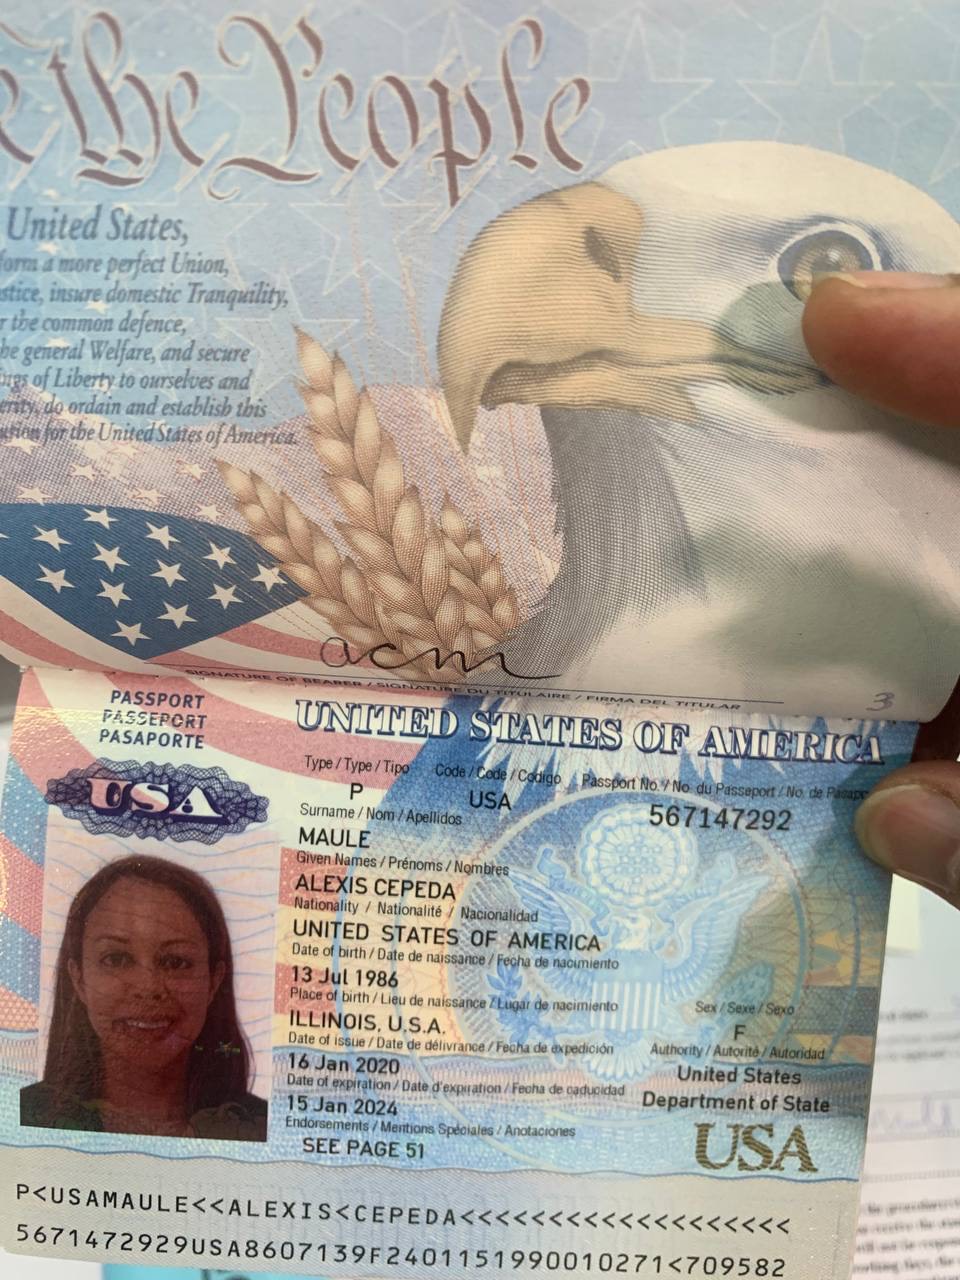 e the People
United States,
form a more perfect Union,
stice, insure domestic Tranquility,
r the common defence,
he general Welfare, and secure
ngs of Liberty to ourselves and
erity, do ordain and establish this
ution for the United States of America.
acm
SIGNATURE OF BEARER / SIGNATURE DU TITULAIRE / FIRMA DEL TITULAR
3
PASSPORT
PASSEPORT
PASAPORTE
USA
UNITED STATES OF AMERICA
Type / Type / Tipo Code / Code / Codigo Passport No. / No. du Passeport / No. de Pasapo
P USA 567147292
Surname / Nom / Apellidos
MAULE
Given Names / Prénoms / Nombres
ALEXIS CEPEDA
Nationality / Nationalité / Nacionalidad
UNITED STATES OF AMERICA
Date of birth / Date de naissance / Fecha de nacimiento
13 Jul 1986
Place of birth / Lieu de naissance / Lugar de nacimiento Sex / Sexe / Sexo
ILLINOIS, U.S.A. F
Date of issue / Date de délivrance / Fecha de expedición Authority / Autorité / Autoridad
16 Jan 2020 United States
Date of expiration / Date d'expiration / Fecha de caducidad Department of State
15 Jan 2024
Endorsements / Mentions Spéciales / Anotaciones USA
SEE PAGE 51
P<USAMAULE<<ALEXIS<CEPEDA<<<<<<<<<<<<<<<<<<<
5671472929USA8607139F2401151990010271<709582